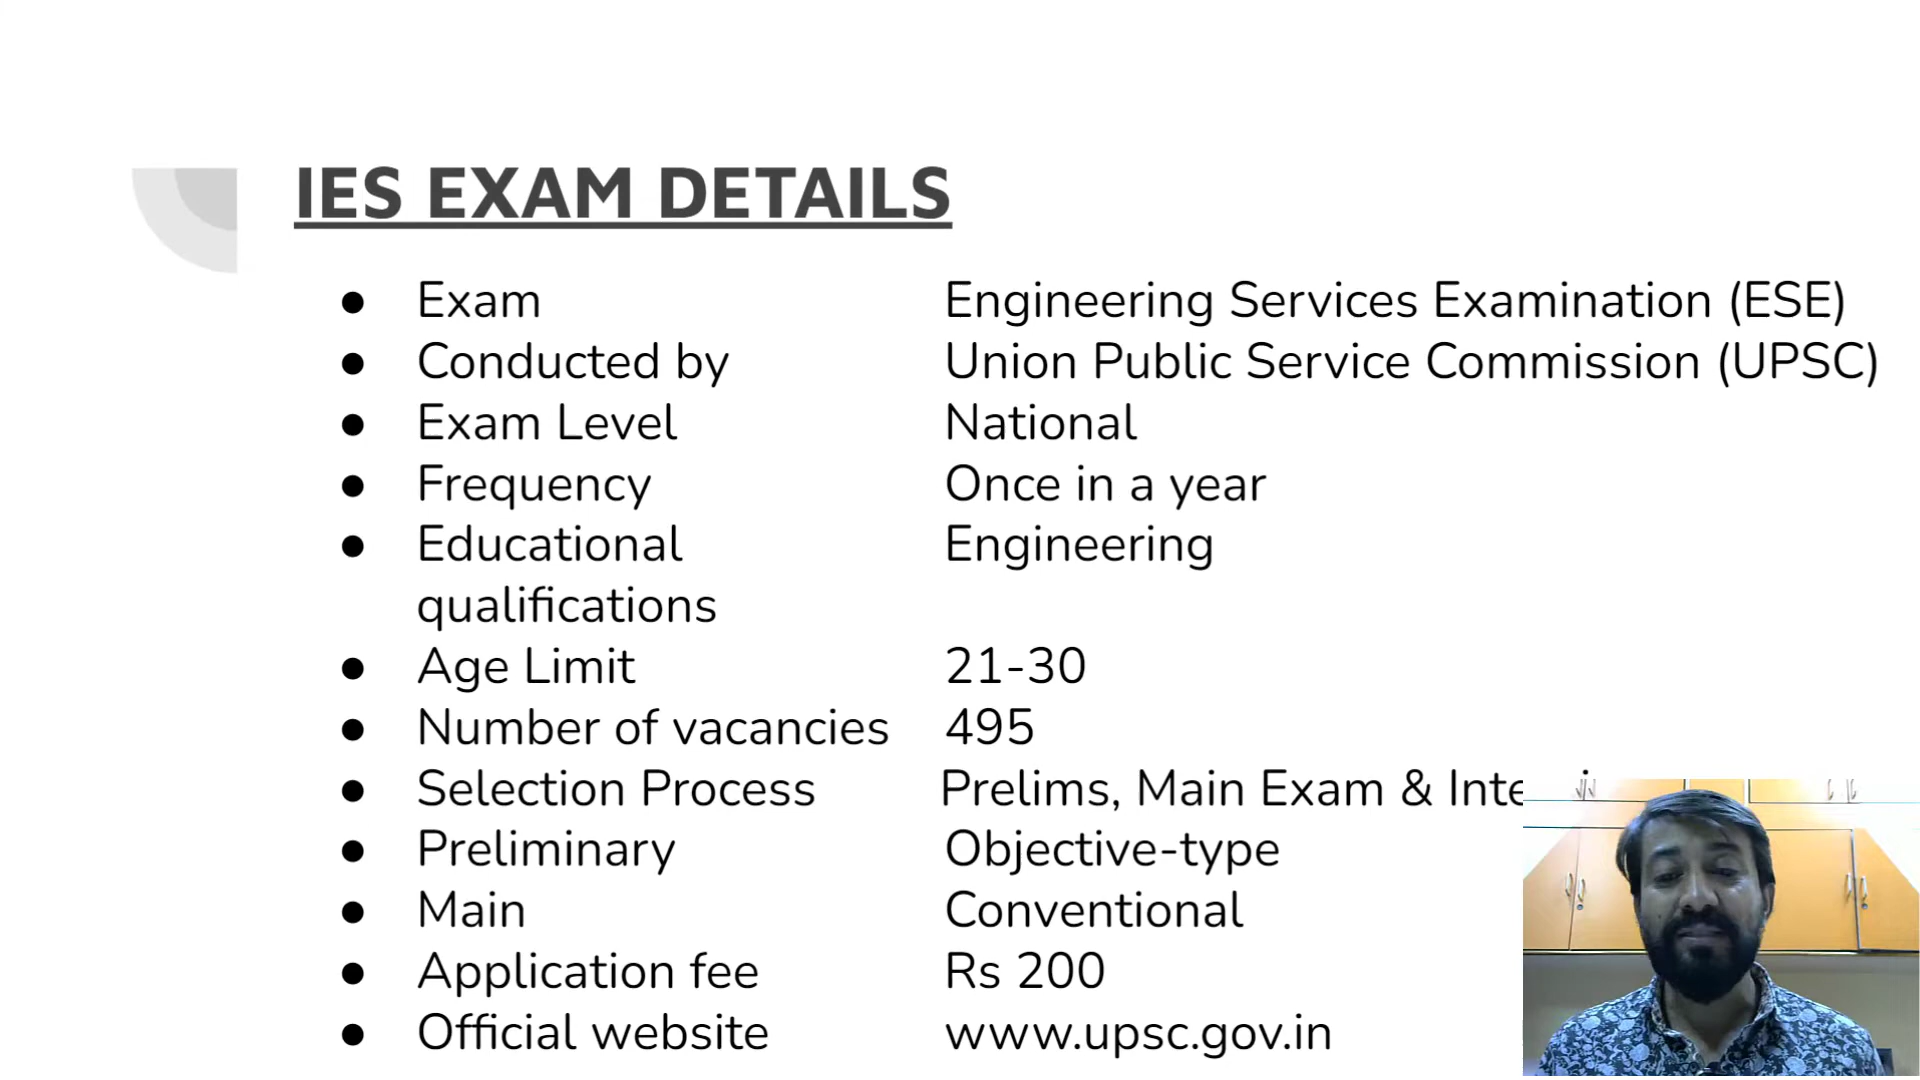 IES EXAM DETAILS
● Exam Engineering Services Examination (ESE)
● Conducted by Union Public Service Commission (UPSC)
● Exam Level National
● Frequency Once in a year
● Educational Engineering
qualifications
● Age Limit 21-30
● Number of vacancies 495
● Selection Process Prelims, Main Exam &
● Preliminary Objective-type
● Main Conventional
● Application fee Rs 200
● Official website www.upsc.gov.in